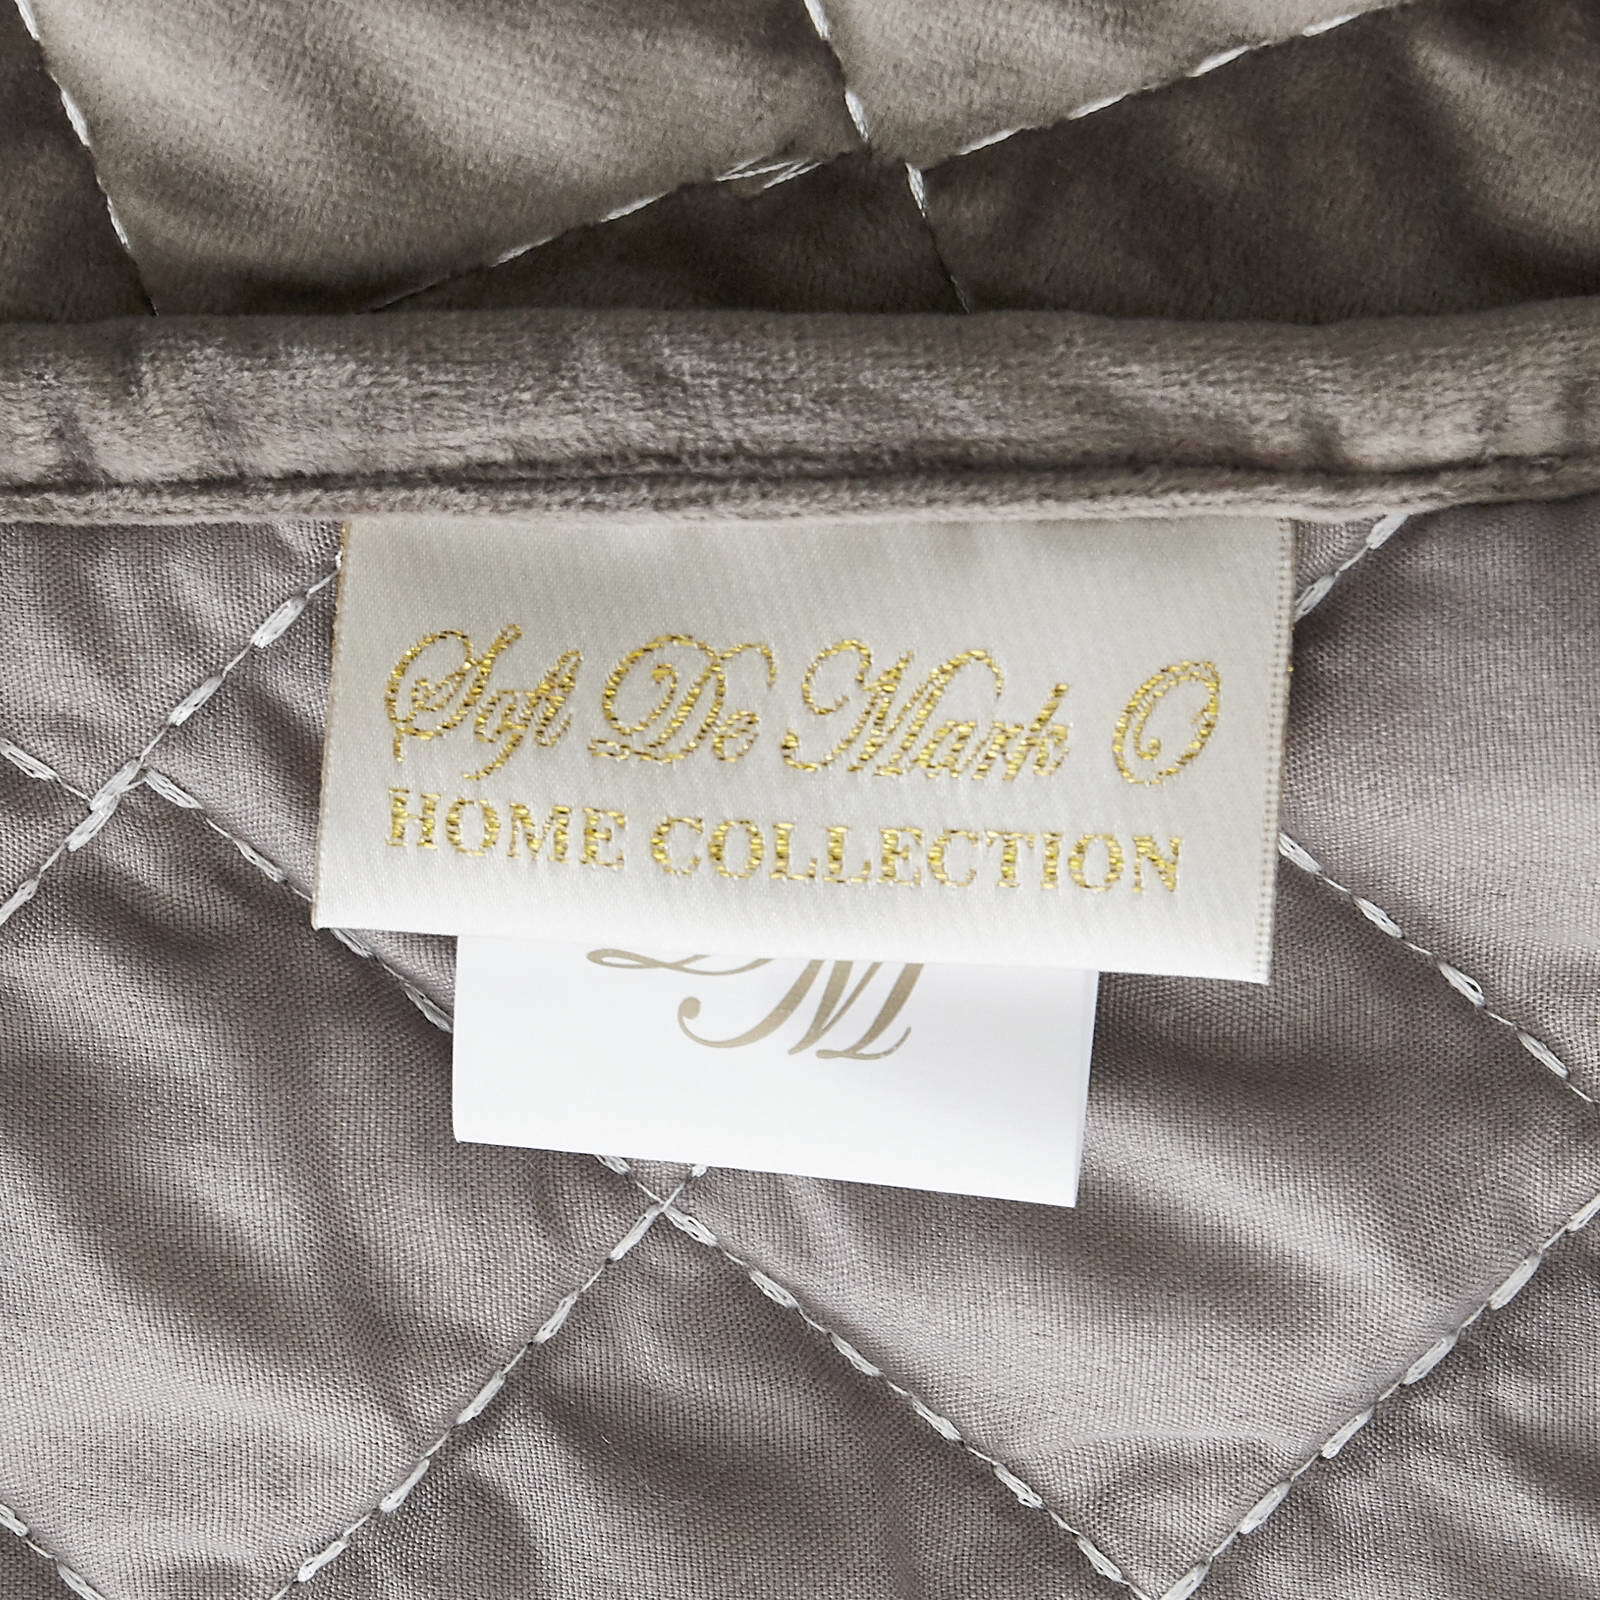 Soft De Mark O
HOME COLLECTION
M